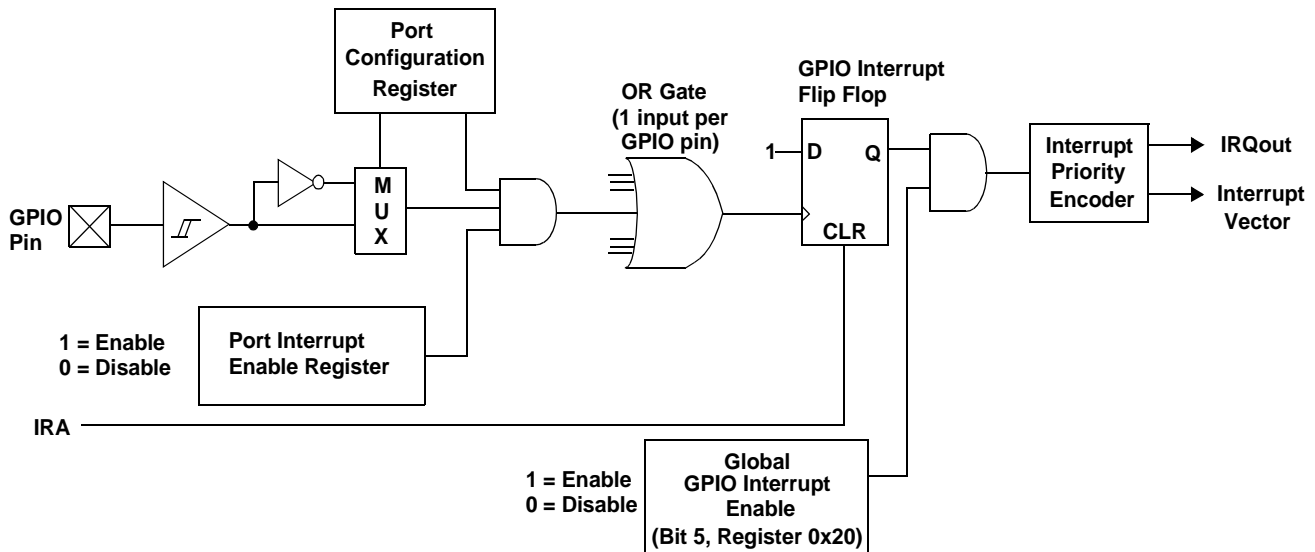 Port
Configuration
Register
OR Gate
(1 input per
GPIO pin)
GPIO Interrupt
Flip Flop
1
D
Q
CLR
Interrupt
Priority
Encoder
IRQout
Interrupt
Vector
M
U
X
GPIO
Pin
1 = Enable
0 = Disable
Port Interrupt
Enable Register
IRA
1 = Enable
0 = Disable
Global
GPIO Interrupt
Enable
(Bit 5, Register 0x20)